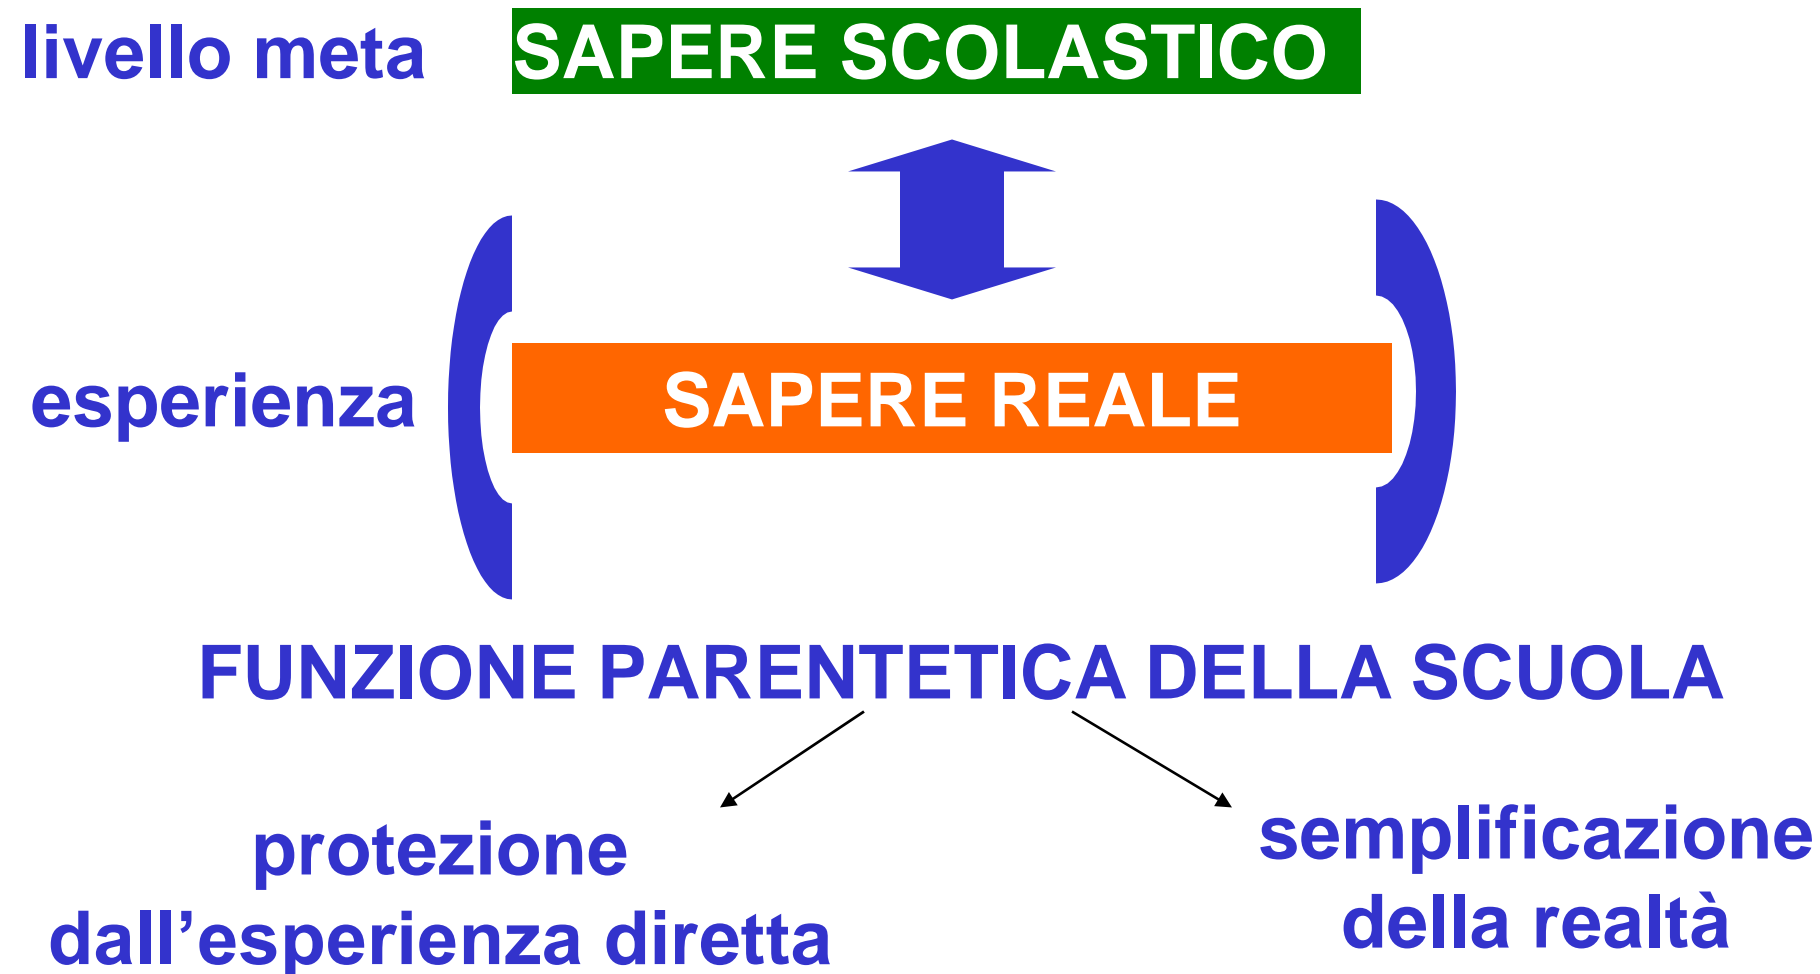 livello meta
SAPERE SCOLASTICO
esperienza
SAPERE REALE
FUNZIONE PARENTETICA DELLA SCUOLA
protezione
dall’esperienza diretta
semplificazione
della realtà